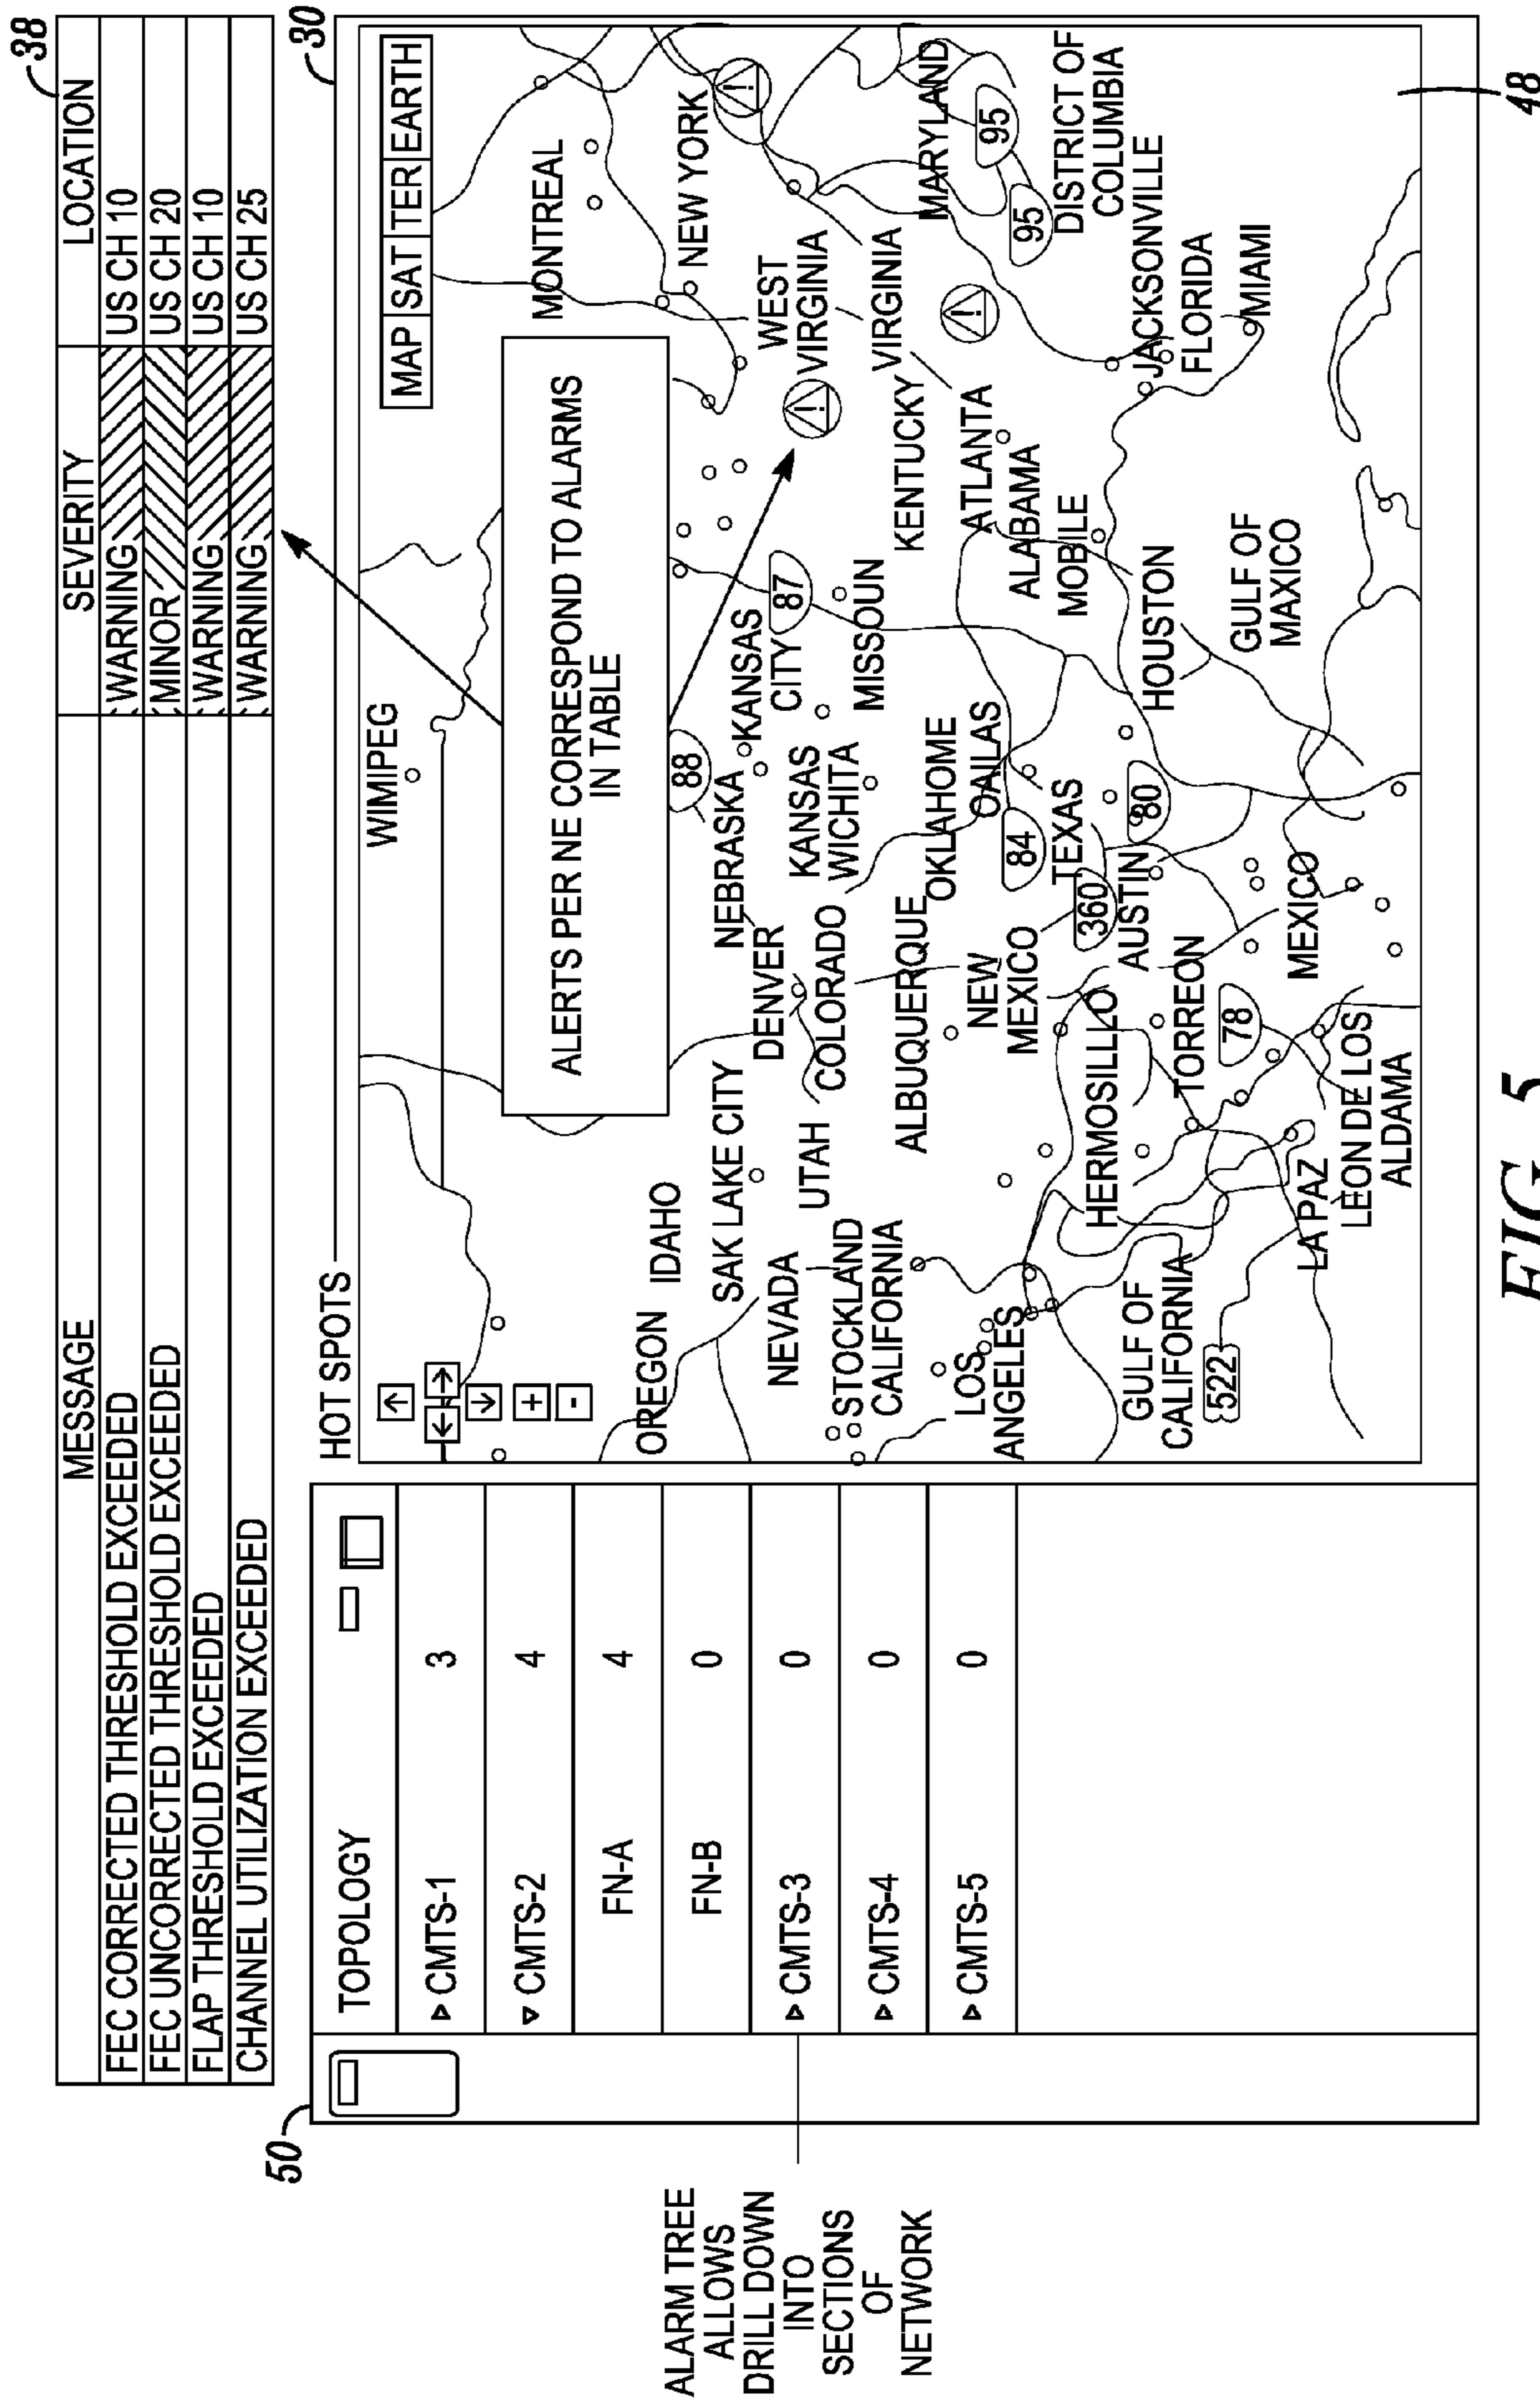 38
MESSAGE SEVERITY LOCATION
FEC CORRECTED THRESHOLD EXCEEDED WARNING US CH 10
FEC UNCORRECTED THRESHOLD EXCEEDED MINOR US CH 20
FLAP THRESHOLD EXCEEDED WARNING US CH 10
CHANNEL UTILIZATION EXCEEDED WARNING US CH 25
50
30
HOT SPOTS
TOPOLOGY
▷ CMTS-1 3
▽ CMTS-2 4
FN-A 4
FN-B 0
▷ CMTS-3 0
▷ CMTS-4 0
▷ CMTS-5 0
ALARM TREE
ALLOWS
DRILL DOWN
INTO
SECTIONS
OF
NETWORK
↑
← →
↓
+
-
MAP SAT TER EARTH
WIMIPEG
ALERTS PER NE CORRESPOND TO ALARMS
IN TABLE
MONTREAL
OREGON
IDAHO
NEW YORK
88
SAK LAKE CITY
NEBRASKA
KANSAS
CITY
87
!
NEVADA
DENVER
WEST
VIRGINIA
!
UTAH
COLORADO
KANSAS
WICHITA
MISSOUN
STOCKLAND
CALIFORNIA
VIRGINIA
KENTUCKY
ALBUQUERQUE
OKLAHOME
MARYLAND
!
LOS
ANGELES
NEW
MEXICO
OAILAS
ATLANTA
95
95
84
ALABAMA
TEXAS
MOBILE
DISTRICT OF
COLUMBIA
360
HERMOSILLO
AUSTIN
80
HOUSTON
JACKSONVILLE
GULF OF
CALIFORNIA
TORREON
FLORIDA
522
78
MIAMI
GULF OF
MAXICO
LA PAZ
MEXICO
LEON DE LOS
ALDAMA
48
FIG. 5